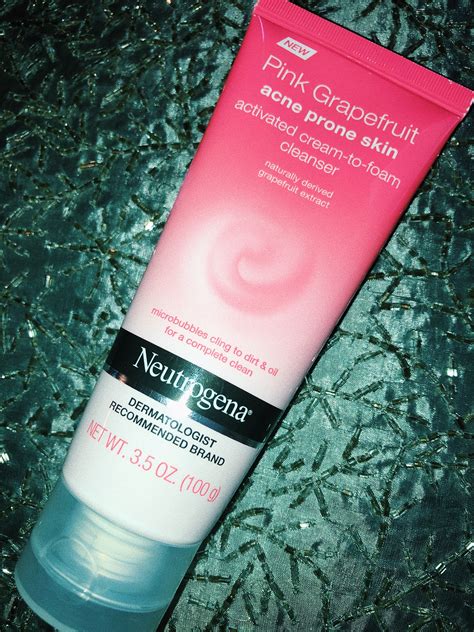 NEW
Pink Grapefruit
acne prone skin
activated cream-to-foam
cleanser
naturally derived
grapefruit extract
microbubbles cling to dirt & oil
for a complete clean
Neutrogena®
DERMATOLOGIST
RECOMMENDED BRAND
NET WT. 3.5 OZ. (100g)